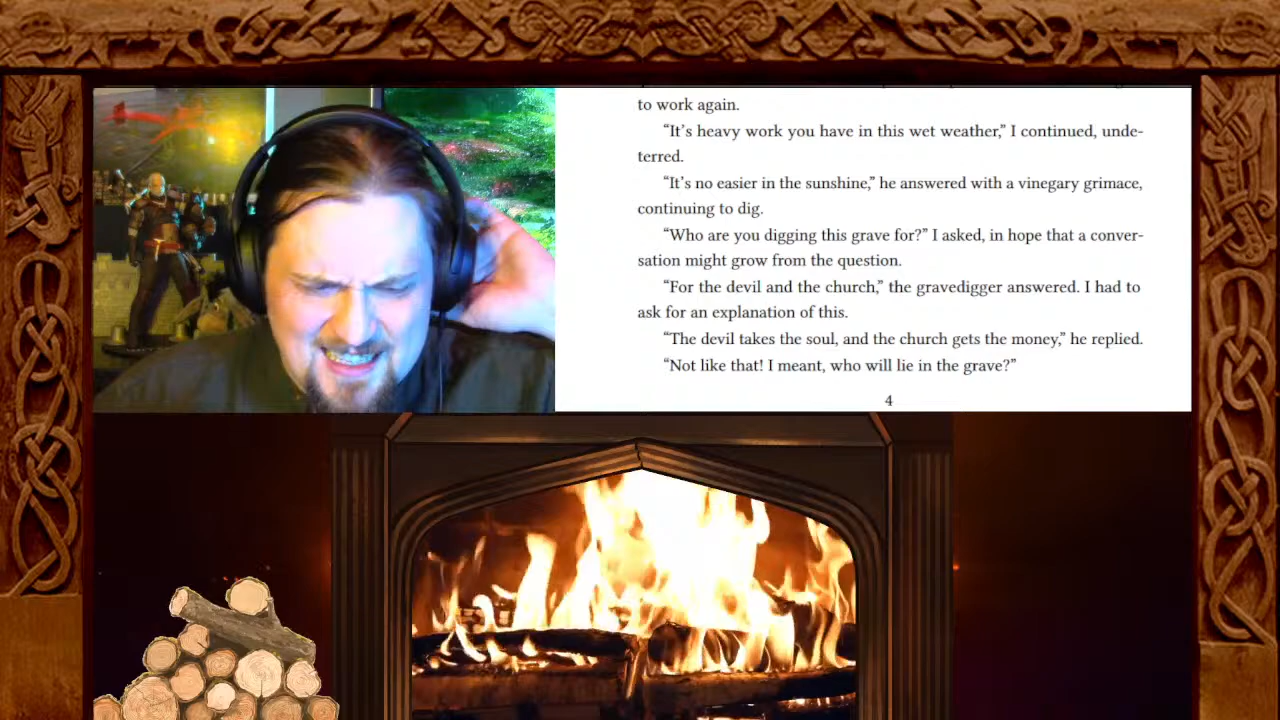 to work again.
“It’s heavy work you have in this wet weather,” I continued, unde-
terred.
“It’s no easier in the sunshine,” he answered with a vinegary grimace,
continuing to dig.
“Who are you digging this grave for?” I asked, in hope that a conver-
sation might grow from the question.
“For the devil and the church,” the gravedigger answered. I had to
ask for an explanation of this.
“The devil takes the soul, and the church gets the money,” he replied.
“Not like that! I meant, who will lie in the grave?”
4